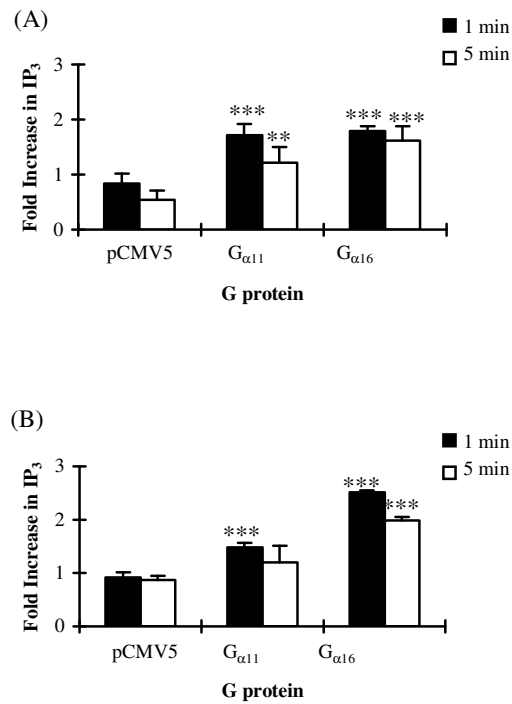 (A)
1 min
5 min
Fold Increase in IP3
3
2
1
0
***
**
***
***
pCMV5
Gα11
Gα16
G protein
(B)
1 min
5 min
Fold Increase in IP3
3
2
1
0
***
***
***
pCMV5
Gα11
Gα16
G protein